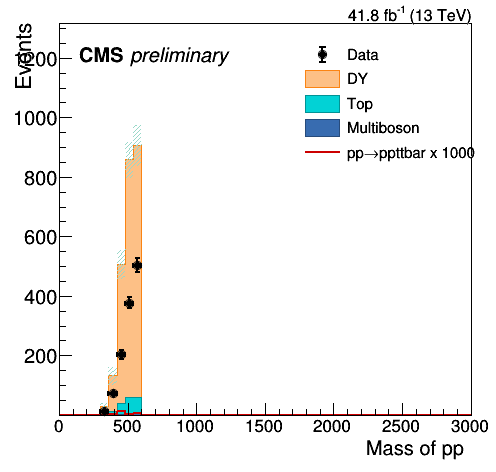 41.8 fb⁻¹ (13 TeV)
Events
CMS preliminary
Data
DY
Top
Multiboson
pp→ppttbar x 1000
1200
1000
800
600
400
200
0 500 1000 1500 2000 2500 3000
Mass of pp